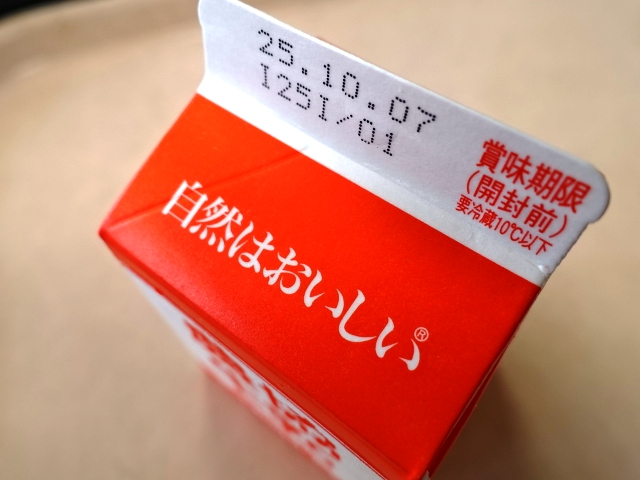 25.10.07
I25I/01
賞味期限
(開封前)
要冷蔵10℃以下
自然はおいしい®